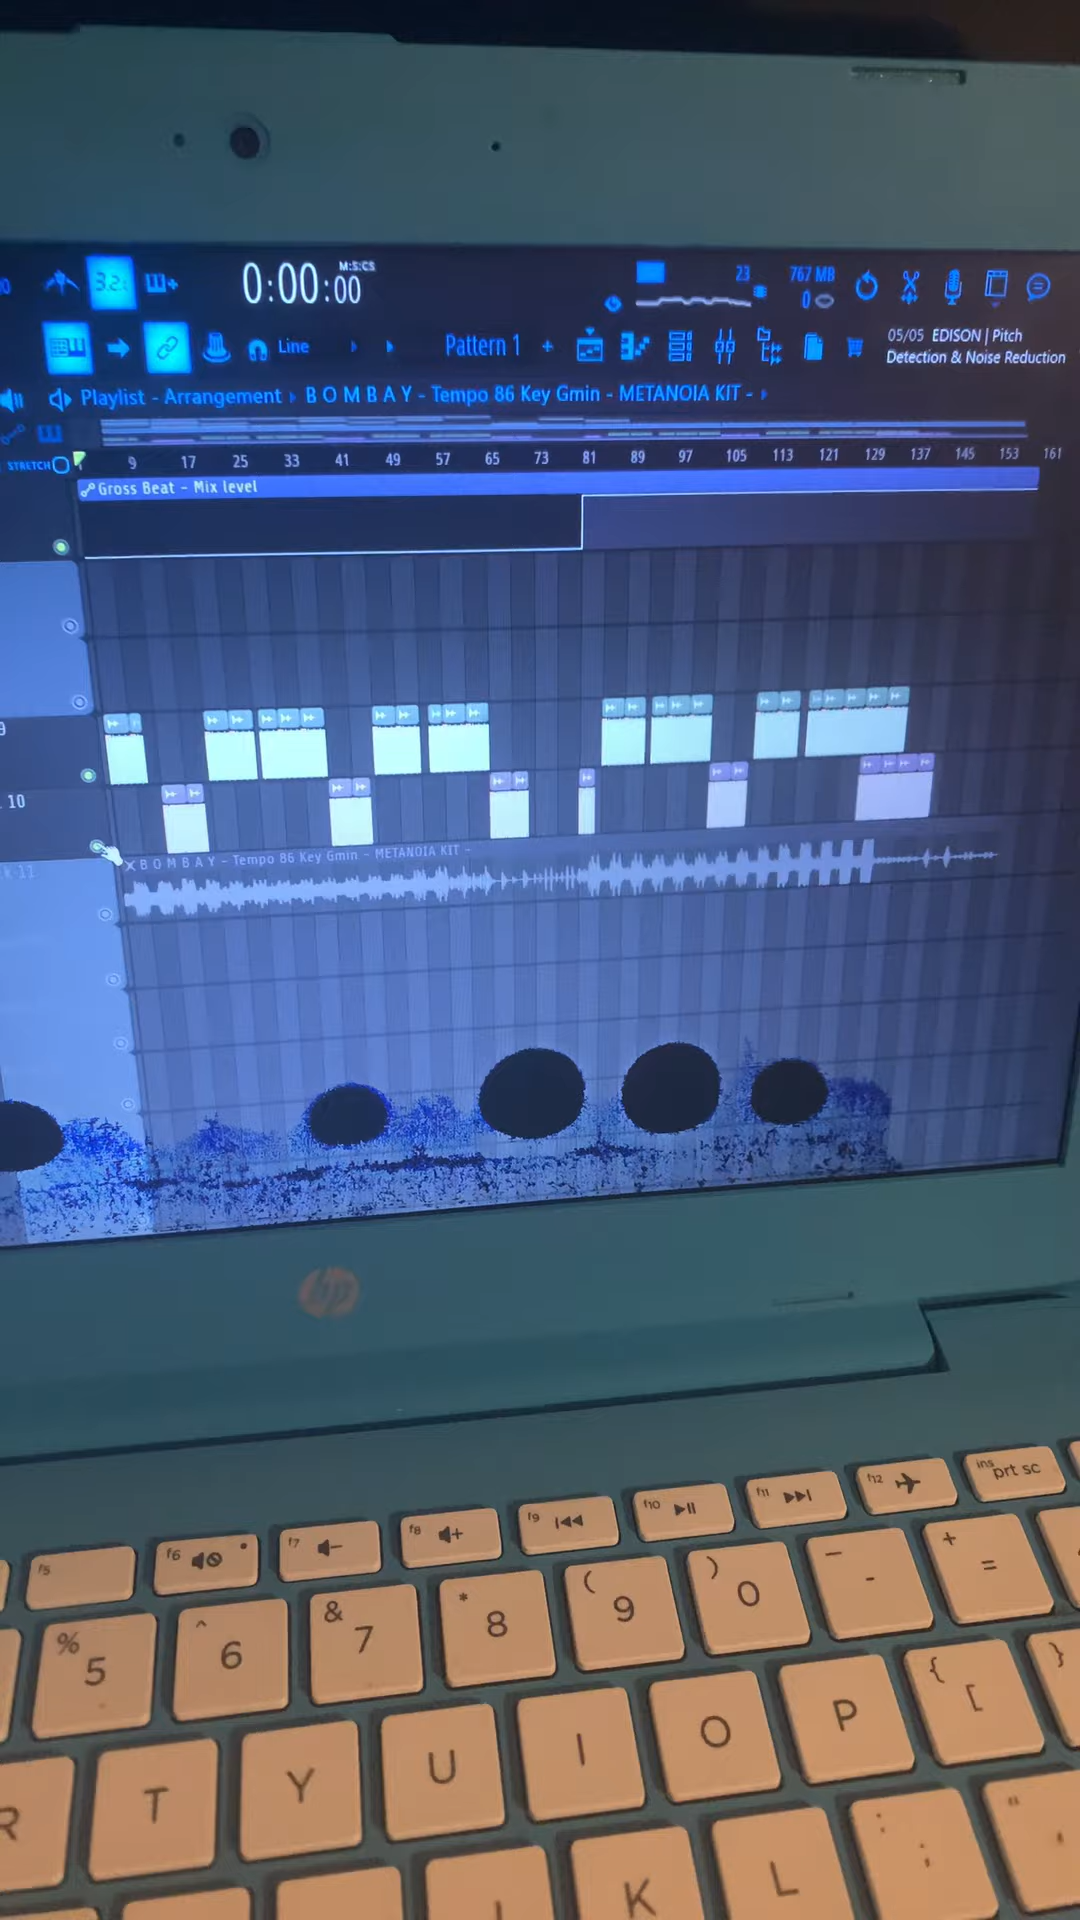 3.2:
0:00:00
M:S:CS
23
767 MB
0
Line
Pattern 1
05/05 EDISON | Pitch
Detection & Noise Reduction
Playlist - Arrangement › B O M B A Y - Tempo 86 Key Gmin - METANOIA KIT -
STRETCH
9 17 25 33 41 49 57 65 73 81 89 97 105 113 121 129 137 145 153 161
Gross Beat - Mix level
9
10
B O M B A Y - Tempo 86 Key Gmin - METANOIA KIT -
hp
f5 f6 f7 f8 f9 f10 f11 f12 ins prt sc
% 5 ^ 6 & 7 * 8 ( 9 ) 0 _ - + =
R T Y U I O P { [ }
K L : ; " '